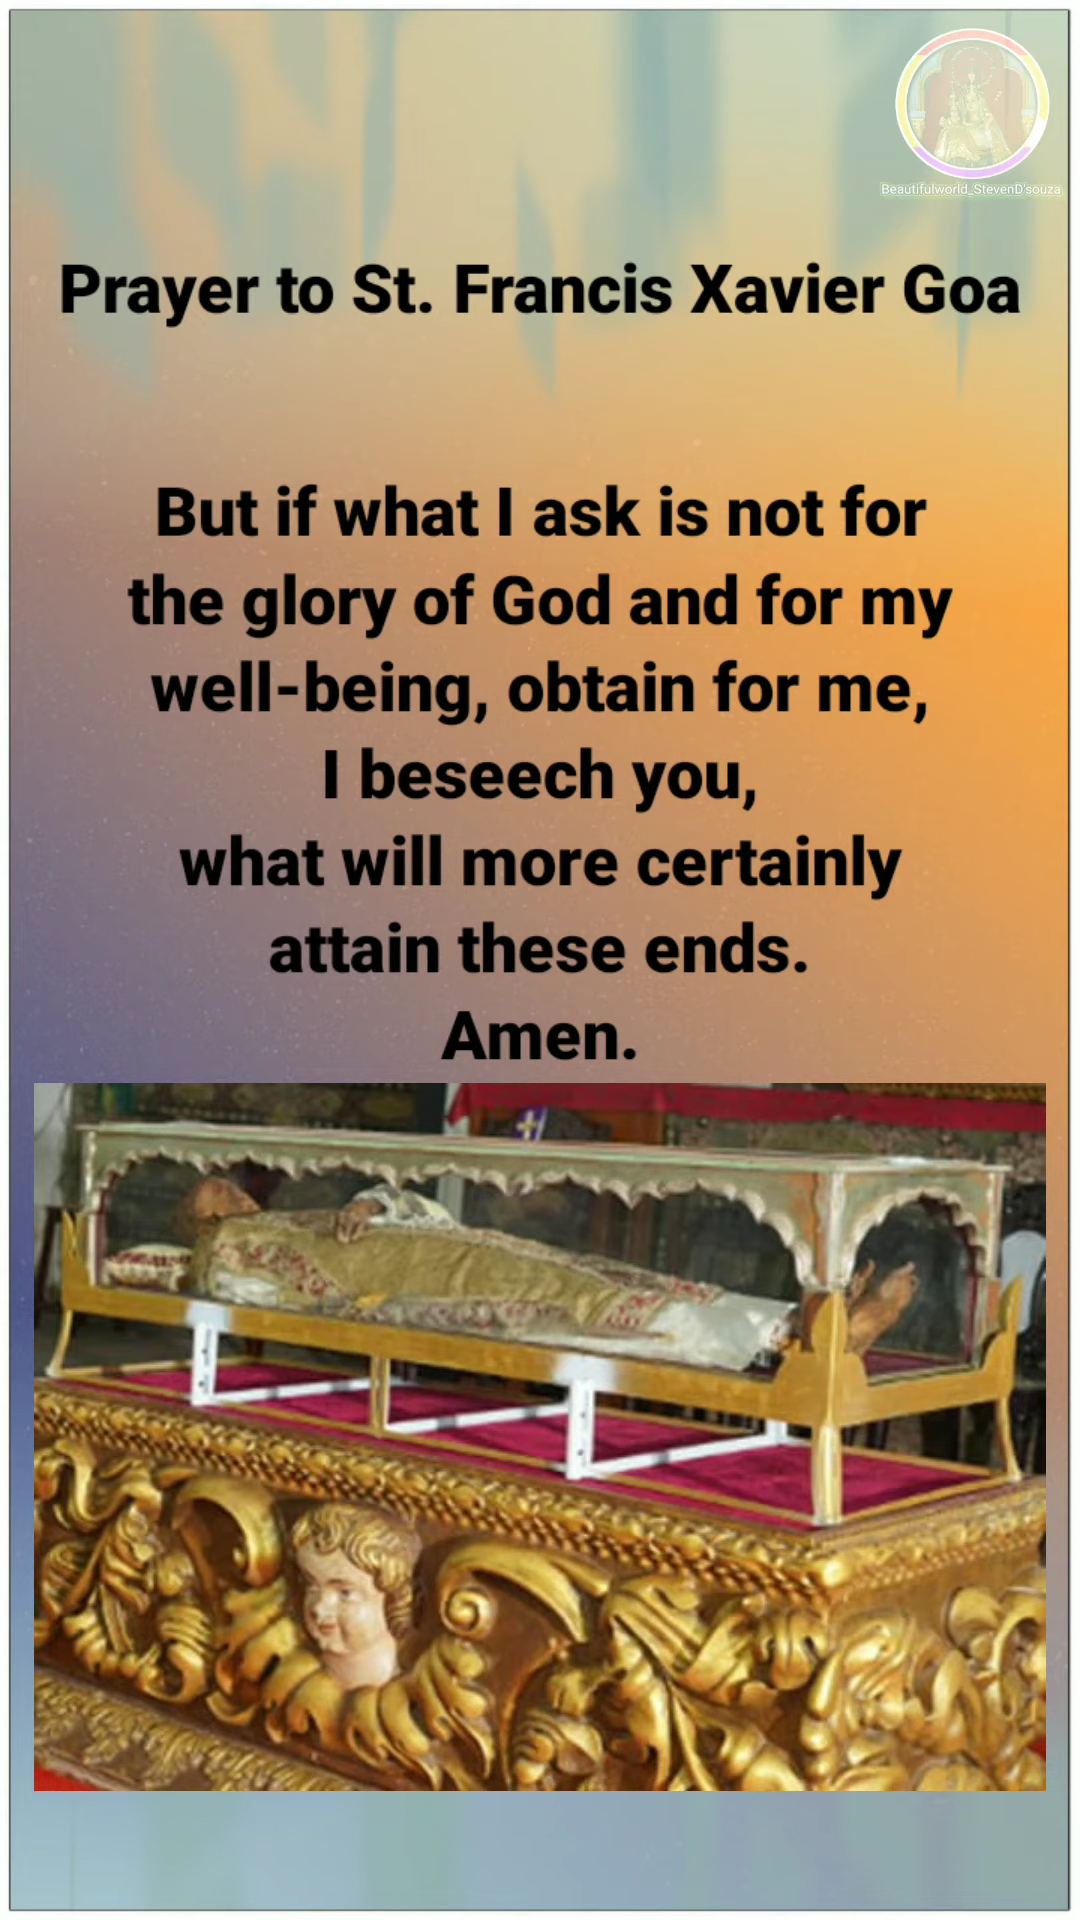 Beautifulworld_StevenD'souza
Prayer to St. Francis Xavier Goa
But if what I ask is not for
the glory of God and for my
well-being, obtain for me,
I beseech you,
what will more certainly
attain these ends.
Amen.